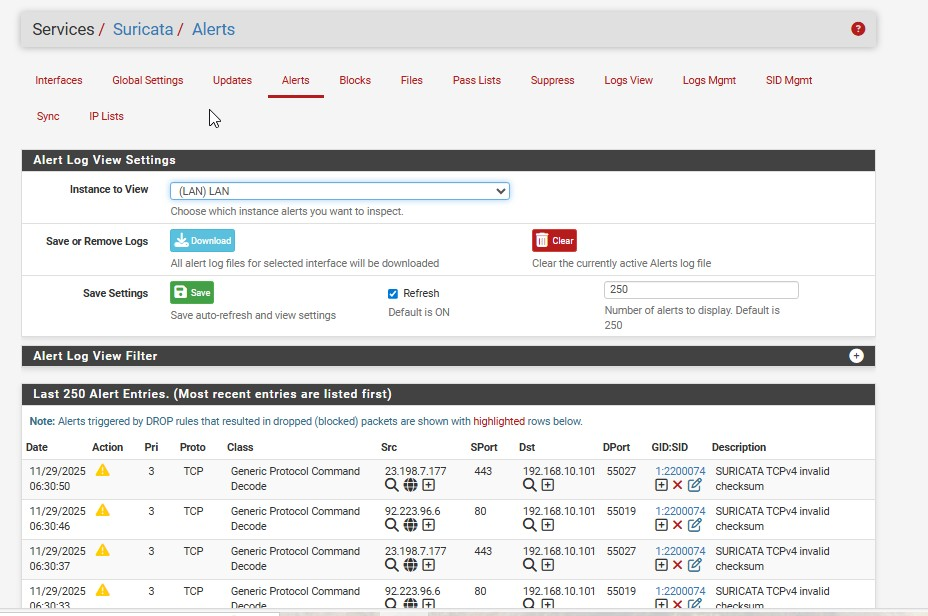 Services / Suricata / Alerts ?
Interfaces Global Settings Updates Alerts Blocks Files Pass Lists Suppress Logs View Logs Mgmt SID Mgmt
Sync IP Lists
Alert Log View Settings
Instance to View (LAN) LAN
Choose which instance alerts you want to inspect.
Save or Remove Logs Download Clear
All alert log files for selected interface will be downloaded Clear the currently active Alerts log file
Save Settings Save Refresh 250
Save auto-refresh and view settings Default is ON Number of alerts to display. Default is
250
Alert Log View Filter
Last 250 Alert Entries. (Most recent entries are listed first)
Note: Alerts triggered by DROP rules that resulted in dropped (blocked) packets are shown with highlighted rows below.
Date Action Pri Proto Class Src SPort Dst DPort GID:SID Description
11/29/2025 3 TCP Generic Protocol Command 23.198.7.177 443 192.168.10.101 55027 1:2200074 SURICATA TCPv4 invalid
06:30:50 Decode checksum
11/29/2025 3 TCP Generic Protocol Command 92.223.96.6 80 192.168.10.101 55019 1:2200074 SURICATA TCPv4 invalid
06:30:46 Decode checksum
11/29/2025 3 TCP Generic Protocol Command 23.198.7.177 443 192.168.10.101 55027 1:2200074 SURICATA TCPv4 invalid
06:30:37 Decode checksum
11/29/2025 3 TCP Generic Protocol Command 92.223.96.6 80 192.168.10.101 55019 1:2200074 SURICATA TCPv4 invalid
06:30:33 Decode checksum